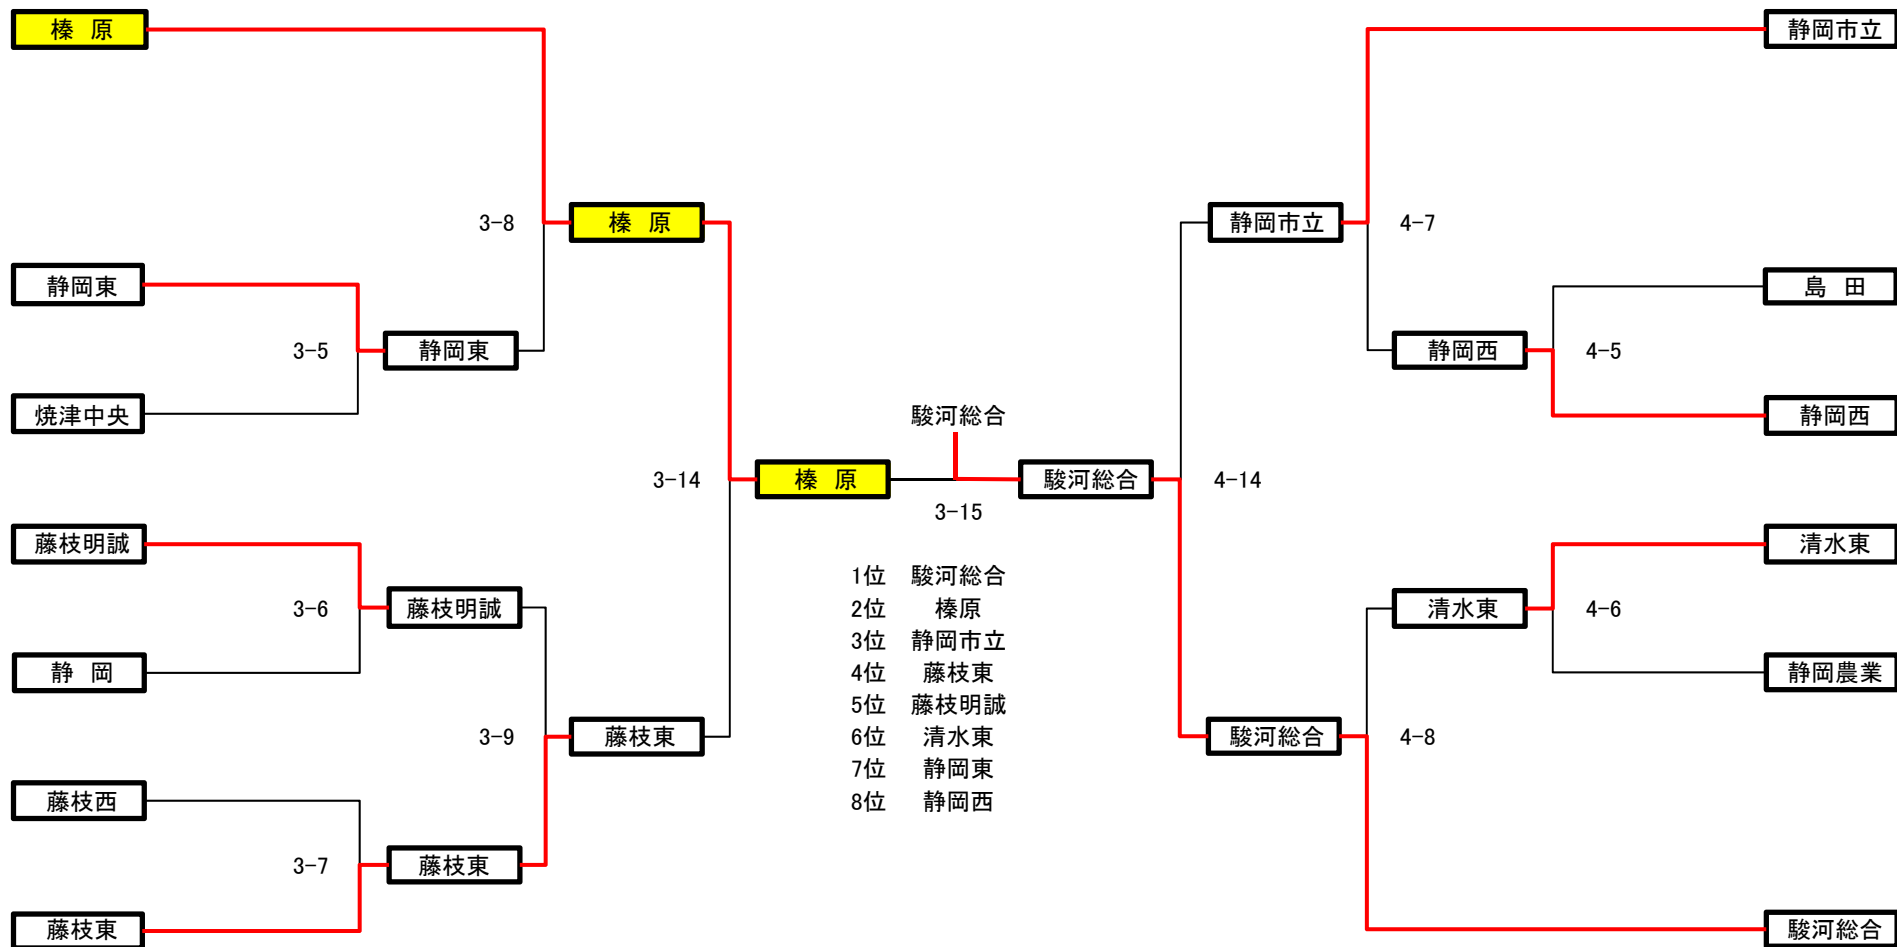 榛 原
静岡市立
3-8
榛 原
静岡市立
4-7
静岡東
島 田
3-5
静岡東
静岡西
4-5
焼津中央
駿河総合
静岡西
3-14
榛 原
駿河総合
4-14
3-15
藤枝明誠
清水東
1位 駿河総合
3-6
藤枝明誠
2位 榛原
清水東
4-6
3位 静岡市立
静 岡
4位 藤枝東
静岡農業
5位 藤枝明誠
3-9
藤枝東
6位 清水東
駿河総合
4-8
7位 静岡東
藤枝西
8位 静岡西
3-7
藤枝東
藤枝東
駿河総合